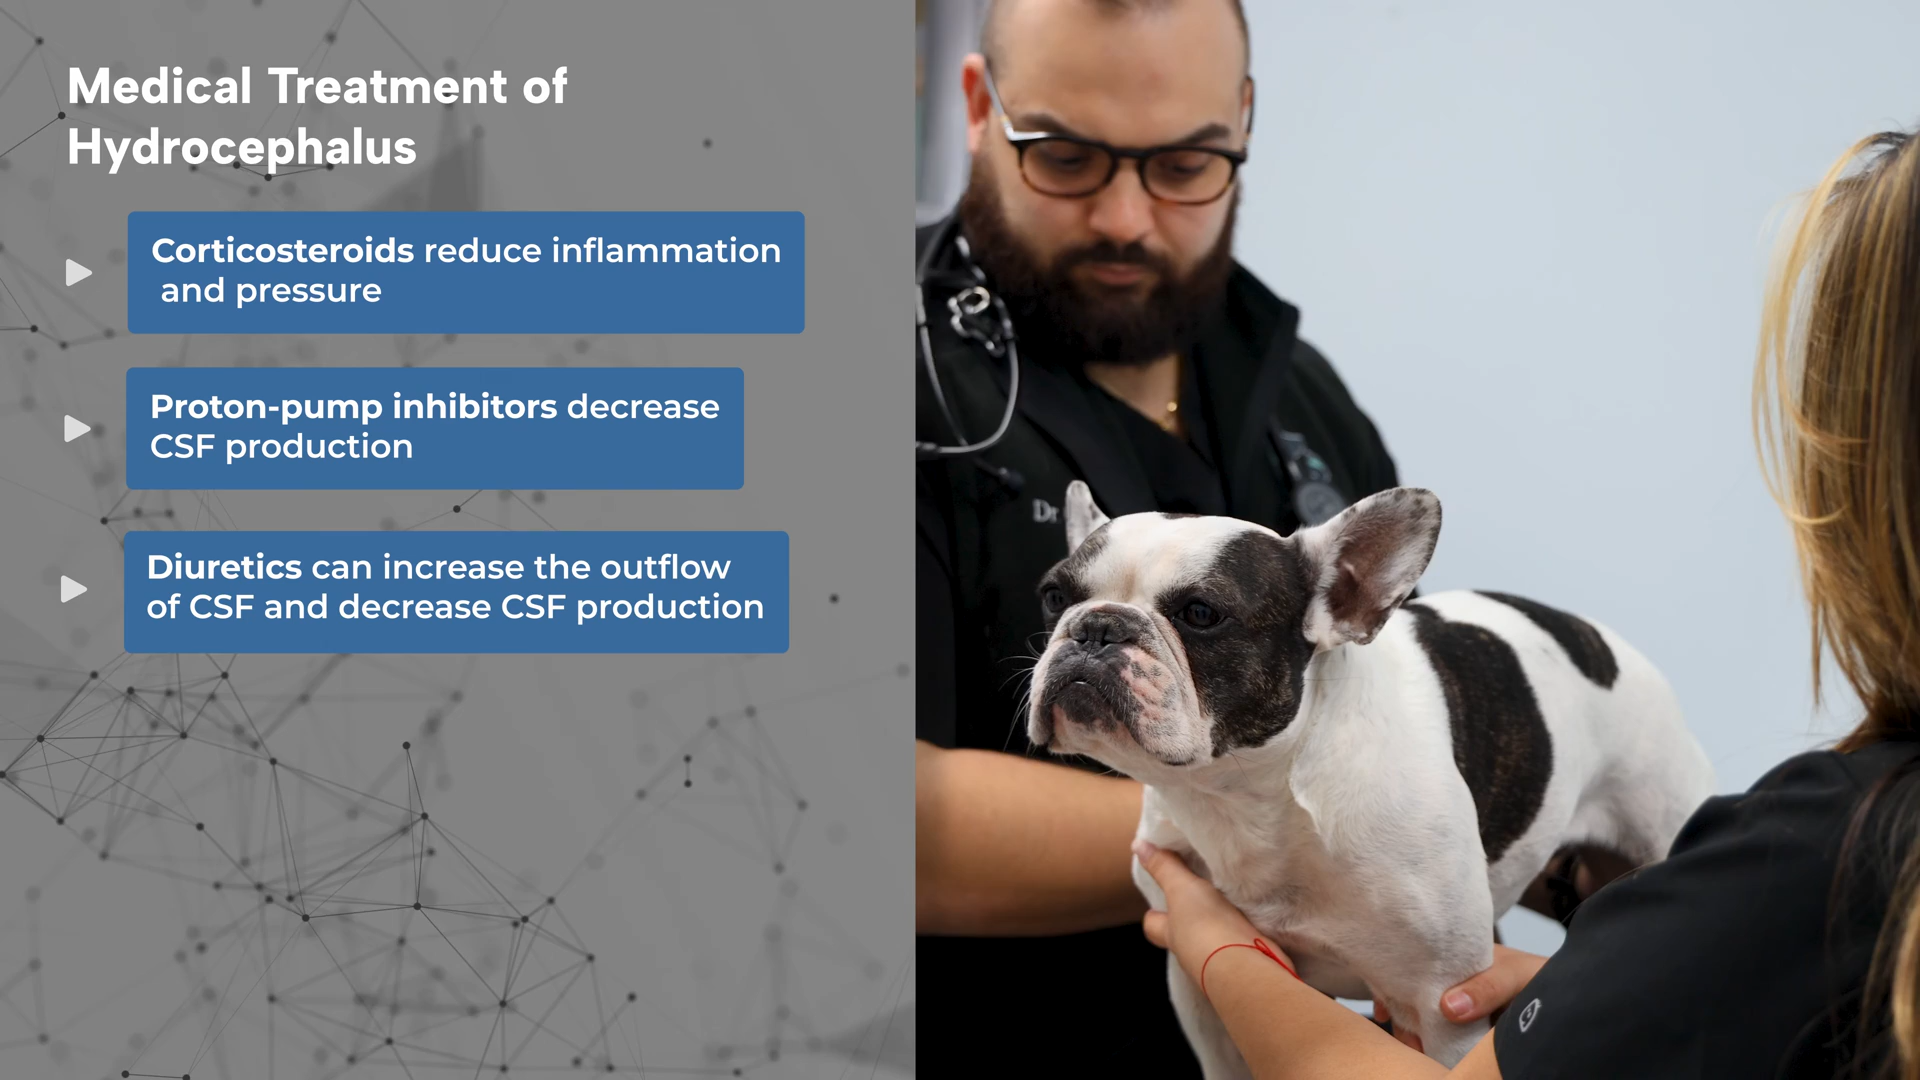 Medical Treatment of
Hydrocephalus
Corticosteroids reduce inflammation
and pressure
Proton-pump inhibitors decrease
CSF production
Diuretics can increase the outflow
of CSF and decrease CSF production
Dr